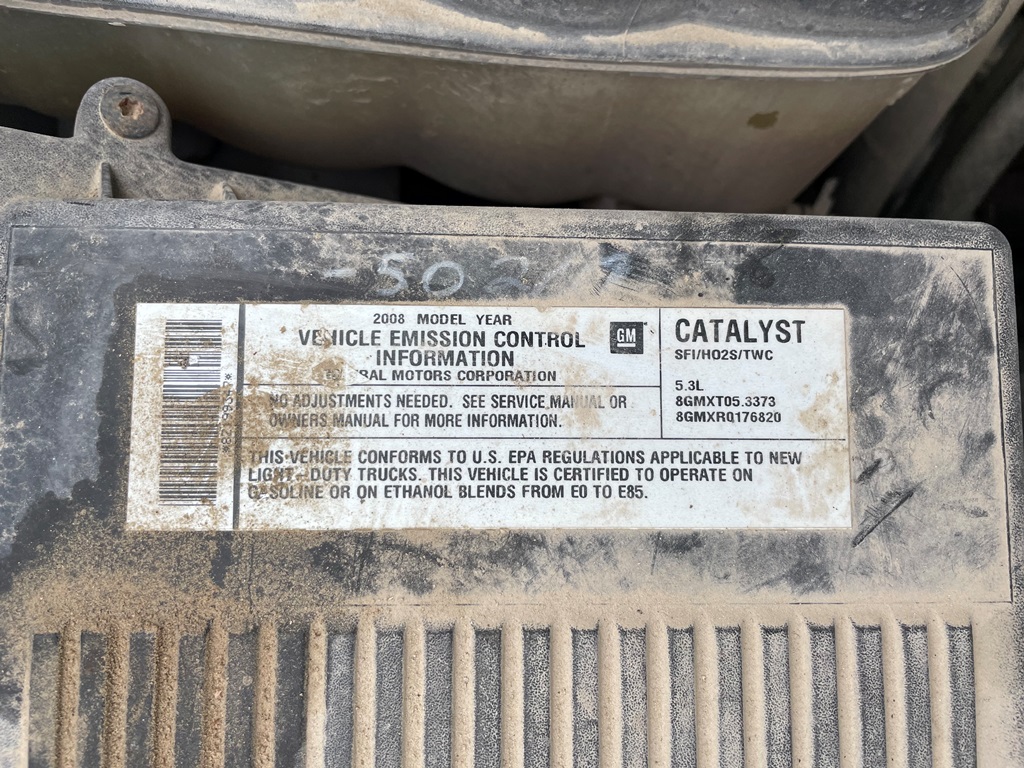 2008 MODEL YEAR
VEHICLE EMISSION CONTROL
INFORMATION
MOTORS CORPORATION
GM
NO ADJUSTMENTS NEEDED. SEE SERVICE MANUAL OR
OWNERS MANUAL FOR MORE INFORMATION.
CATALYST
SFI/HO2S/TWC
5.3L
8GMXT05.3373
8GMXR0176820
THIS VEHICLE CONFORMS TO U.S. EPA REGULATIONS APPLICABLE TO NEW
LIGHT-DUTY TRUCKS. THIS VEHICLE IS CERTIFIED TO OPERATE ON
GASOLINE OR ON ETHANOL BLENDS FROM E0 TO E85.